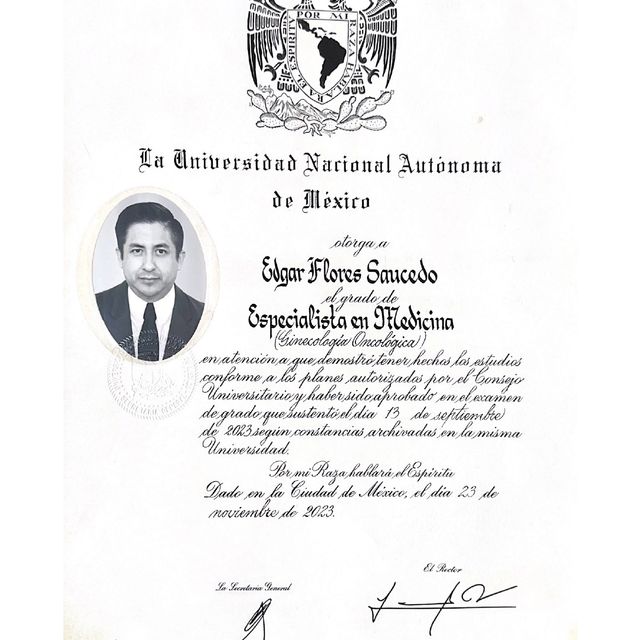 POR MI RAZA HABLARA EL ESPIRITU
La Universidad Nacional Autónoma
de México
otorga a
Edgar Flores Saucedo
el grado de
Especialista en Medicina
(Ginecología Oncológica)
en atención a que demostró tener hechos los estudios
conforme a los planes autorizados por el Consejo
Universitario y haber sido aprobado en el examen
de grado que sustentó el día 13 de septiembre
de 2023 según constancias archivadas en la misma
Universidad.
Por mi Raza hablará el Espíritu
Dado en la Ciudad de México, el día 23 de
noviembre de 2023.
El Rector
La Secretaria General